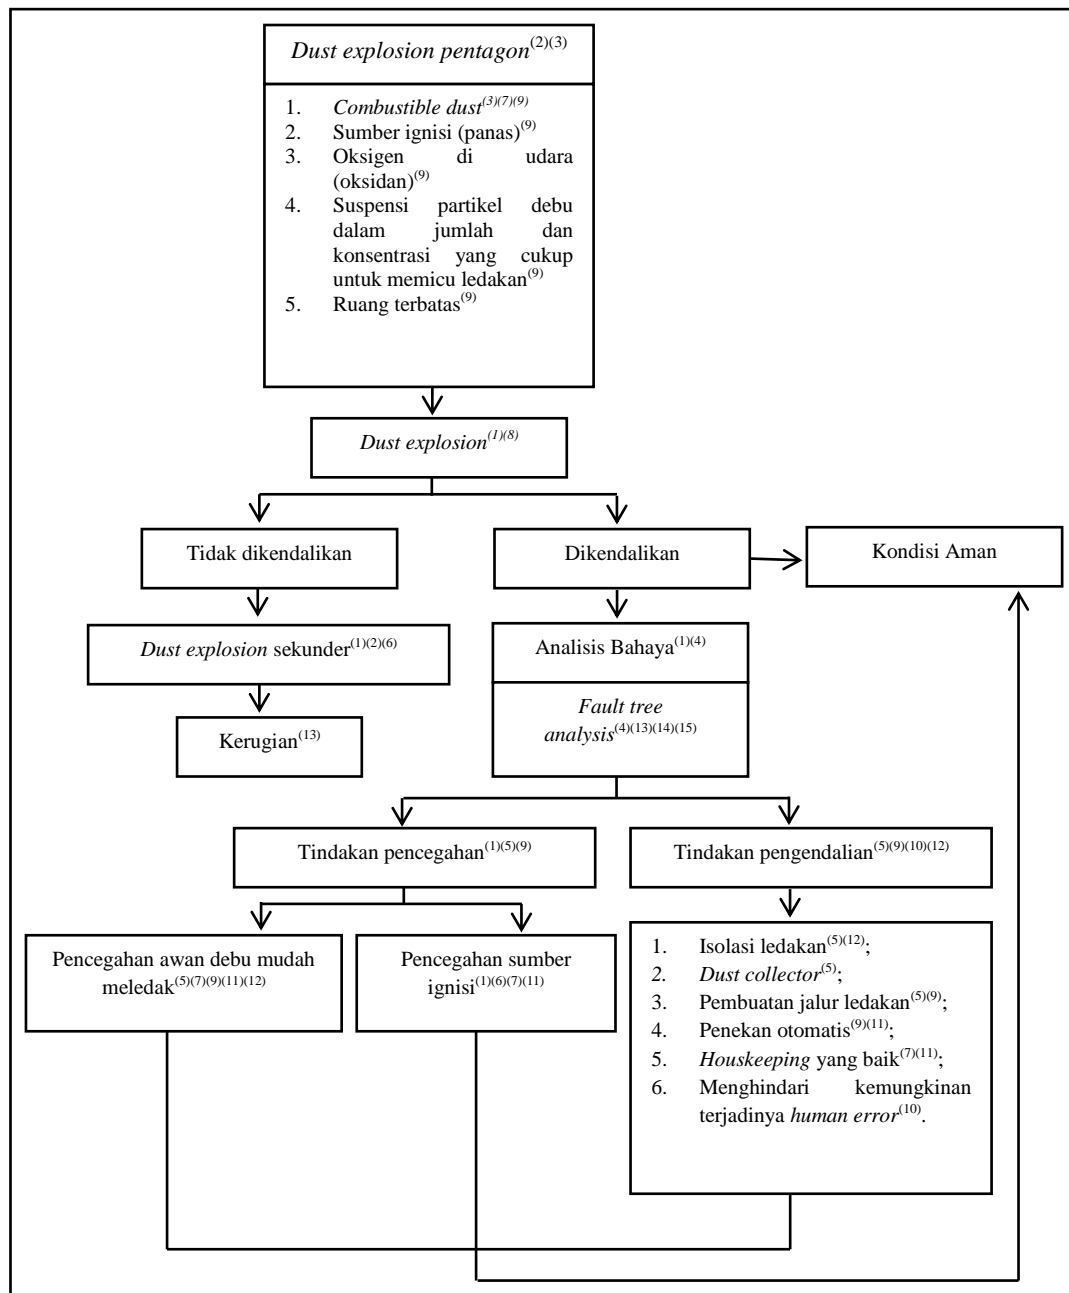 Dust explosion pentagon(2)(3)
1. Combustible dust(3)(7)(9)
2. Sumber ignisi (panas)(9)
3. Oksigen di udara
(oksidan)(9)
4. Suspensi partikel debu
dalam jumlah dan
konsentrasi yang cukup
untuk memicu ledakan(9)
5. Ruang terbatas(9)
Dust explosion(1)(8)
Tidak dikendalikan
Dikendalikan
Kondisi Aman
Dust explosion sekunder(1)(2)(6)
Analisis Bahaya(1)(4)
Kerugian(13)
Fault tree
analysis(4)(13)(14)(15)
Tindakan pencegahan(1)(5)(9)
Tindakan pengendalian(5)(9)(10)(12)
Pencegahan awan debu mudah
meledak(5)(7)(9)(11)(12)
Pencegahan sumber
ignisi(1)(6)(7)(11)
1. Isolasi ledakan(5)(12);
2. Dust collector(5);
3. Pembuatan jalur ledakan(5)(9);
4. Penekan otomatis(9)(11);
5. Houskeeping yang baik(7)(11);
6. Menghindari kemungkinan
terjadinya human error(10).